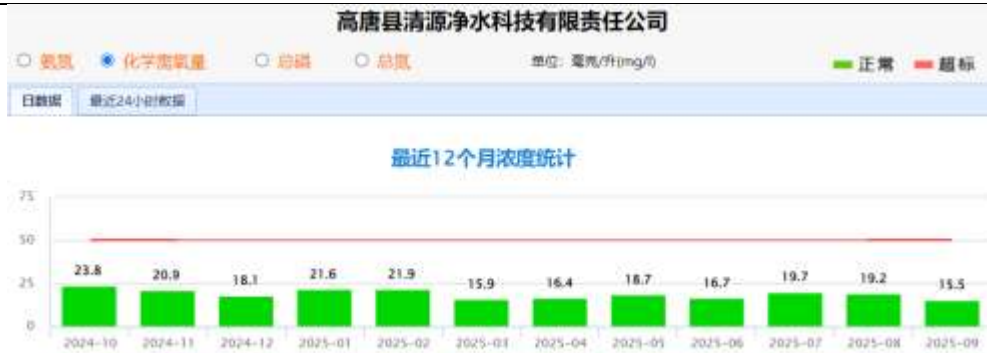 高唐县清源净水科技有限责任公司
氨氮 化学需氧量 总磷 总氮 单位: 毫克/升(mg/l) 正常 超标
日数据 最近24小时数据
最近12个月浓度统计
75
50
25
0
23.8 20.9 18.1 21.6 21.9 15.9 16.4 18.7 16.7 19.7 19.2 15.5
2024-10 2024-11 2024-12 2025-01 2025-02 2025-03 2025-04 2025-05 2025-06 2025-07 2025-08 2025-09